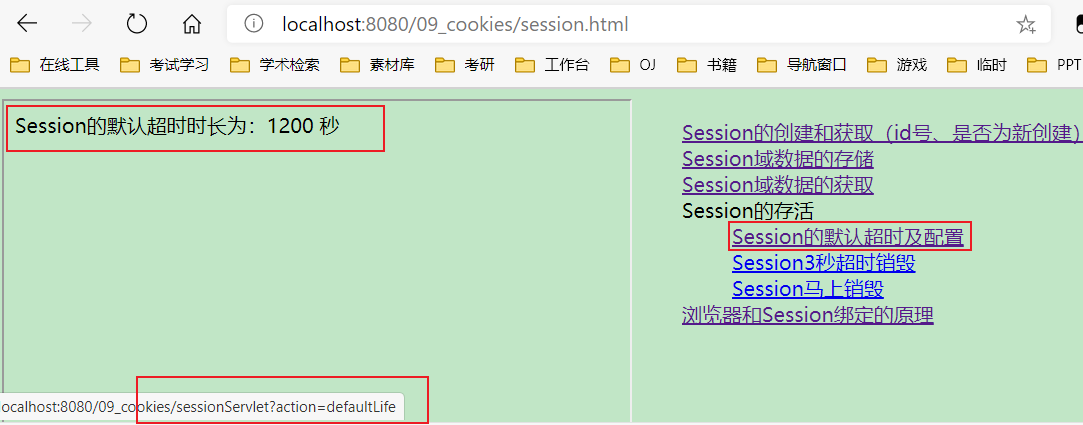 localhost:8080/09_cookies/session.html
在线工具 考试学习 学术检索 素材库 考研 工作台 OJ 书籍 导航窗口 游戏 临时 PPT
Session的默认超时时长为：1200 秒
Session的创建和获取（id号、是否为新创建）
Session域数据的存储
Session域数据的获取
Session的存活
Session的默认超时及配置
Session3秒超时销毁
Session马上销毁
浏览器和Session绑定的原理
localhost:8080/09_cookies/sessionServlet?action=defaultLife